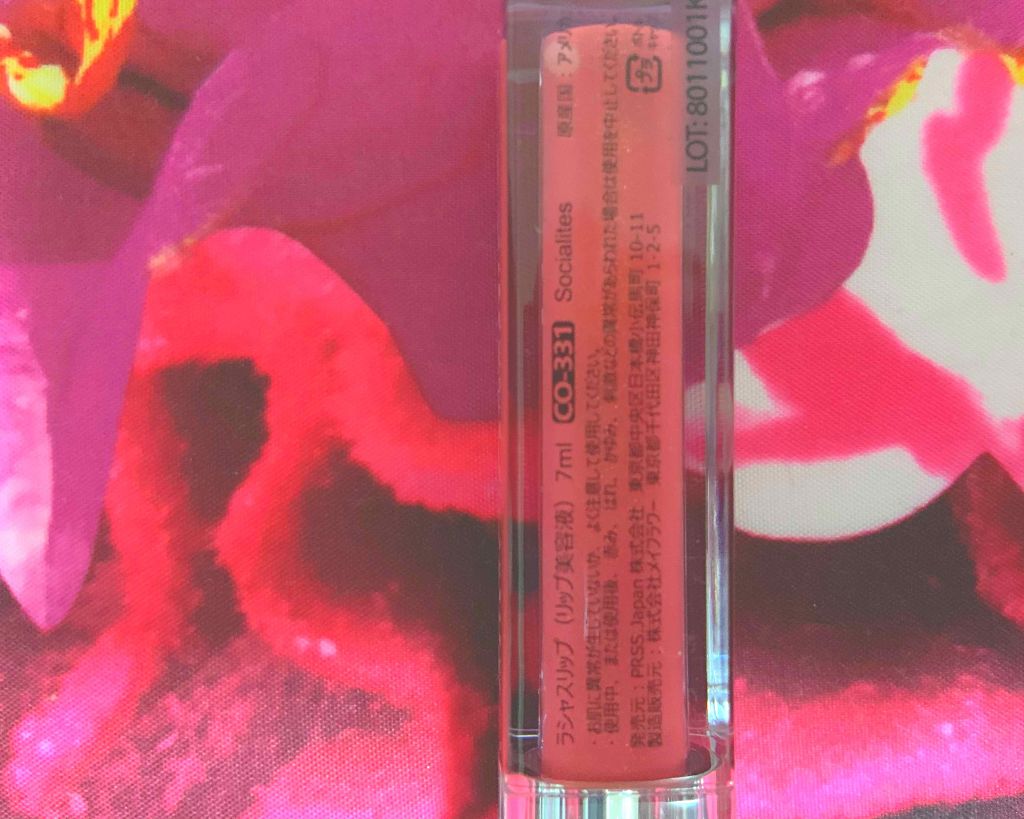 ラシャスリップ（リップ美容液） 7ml CO-331 Socialites 原産国：アメリカ
・お肌に異常が生じていないか、よく注意して使用してください。
・使用中、または使用後、赤み、はれ、かゆみ、刺激などの異常があらわれた場合は使用を中止してください。
発売元：PRSS Japan 株式会社 東京都中央区日本橋小伝馬町 10-11
製造販売元：株式会社メイフラワー 東京都千代田区神田神保町 1-2-5
プラ
LOT: 8011001K